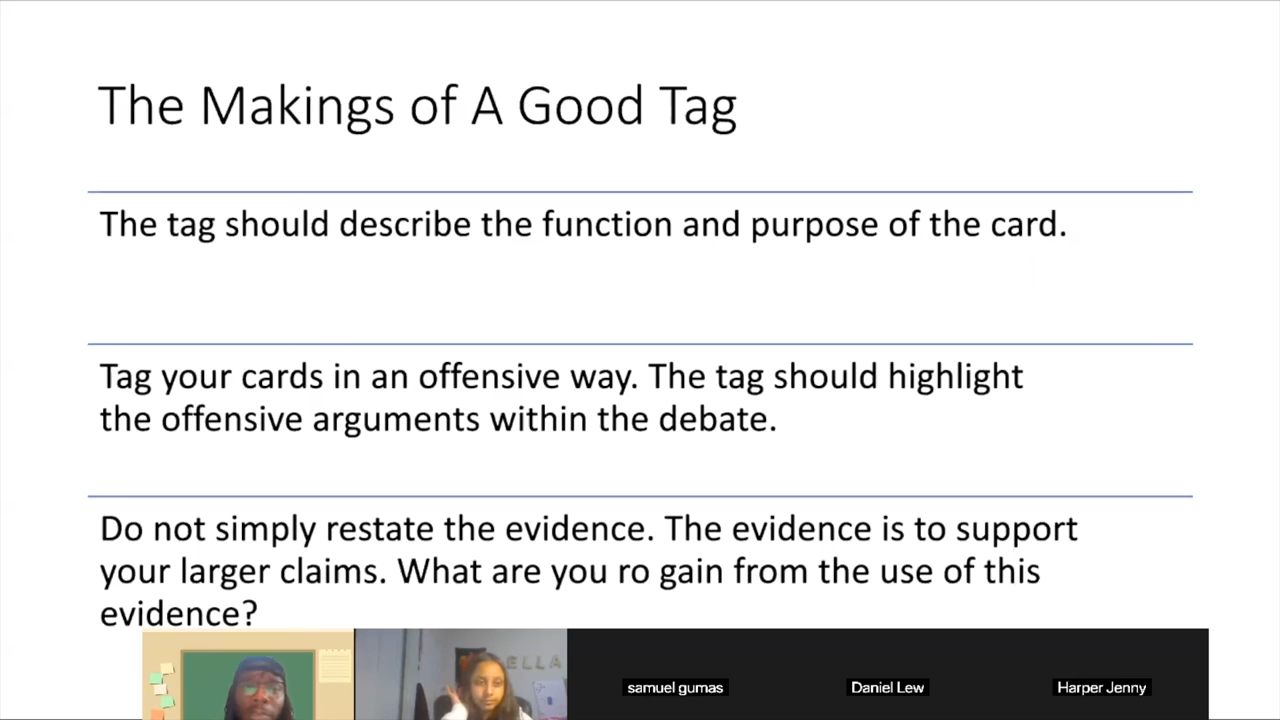 The Makings of A Good Tag
The tag should describe the function and purpose of the card.
Tag your cards in an offensive way. The tag should highlight
the offensive arguments within the debate.
Do not simply restate the evidence. The evidence is to support
your larger claims. What are you ro gain from the use of this
evidence?
ELLA
samuel gumas
Daniel Lew
Harper Jenny